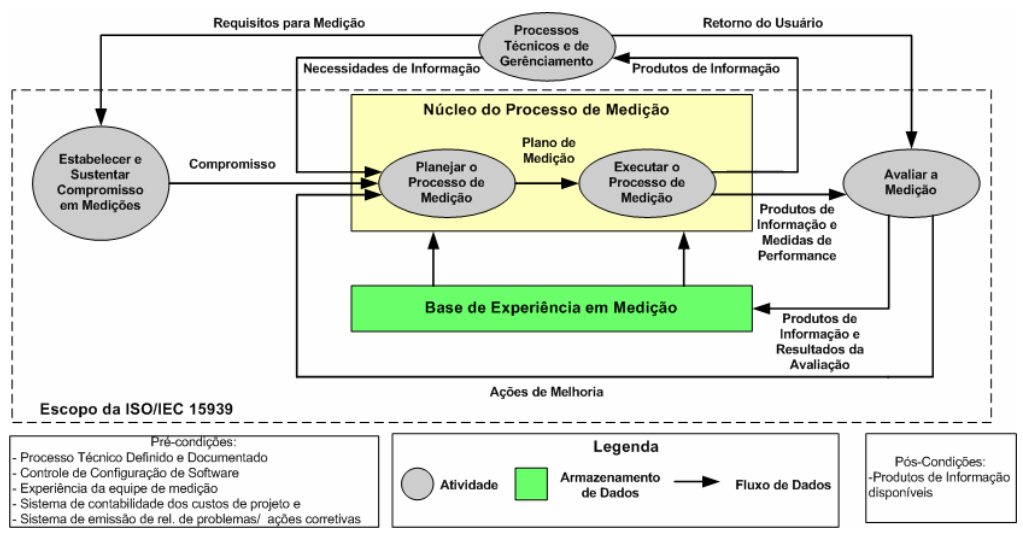 Requisitos para Medição
Processos
Técnicos e de
Gerênciamento
Retorno do Usuário
Necessidades de Informação
Produtos de Informação
Núcleo do Processo de Medição
Estabelecer e
Sustentar
Compromisso
em Medições
Compromisso
Planejar o
Processo de
Medição
Plano de
Medição
Executar o
Processo de
Medição
Avaliar a
Medição
Produtos de
Informação e
Medidas de
Performance
Base de Experiência em Medição
Produtos de
Informação e
Resultados da
Avaliação
Ações de Melhoria
Escopo da ISO/IEC 15939
Pré-condições:
- Processo Técnico Definido e Documentado
- Controle de Configuração de Software
- Experiência da equipe de medição
- Sistema de contabilidade dos custos de projeto e
- Sistema de emissão de rel. de problemas/ ações corretivas
Legenda
Atividade
Armazenamento
de Dados
Fluxo de Dados
Pós-Condições:
-Produtos de Informação
disponíveis